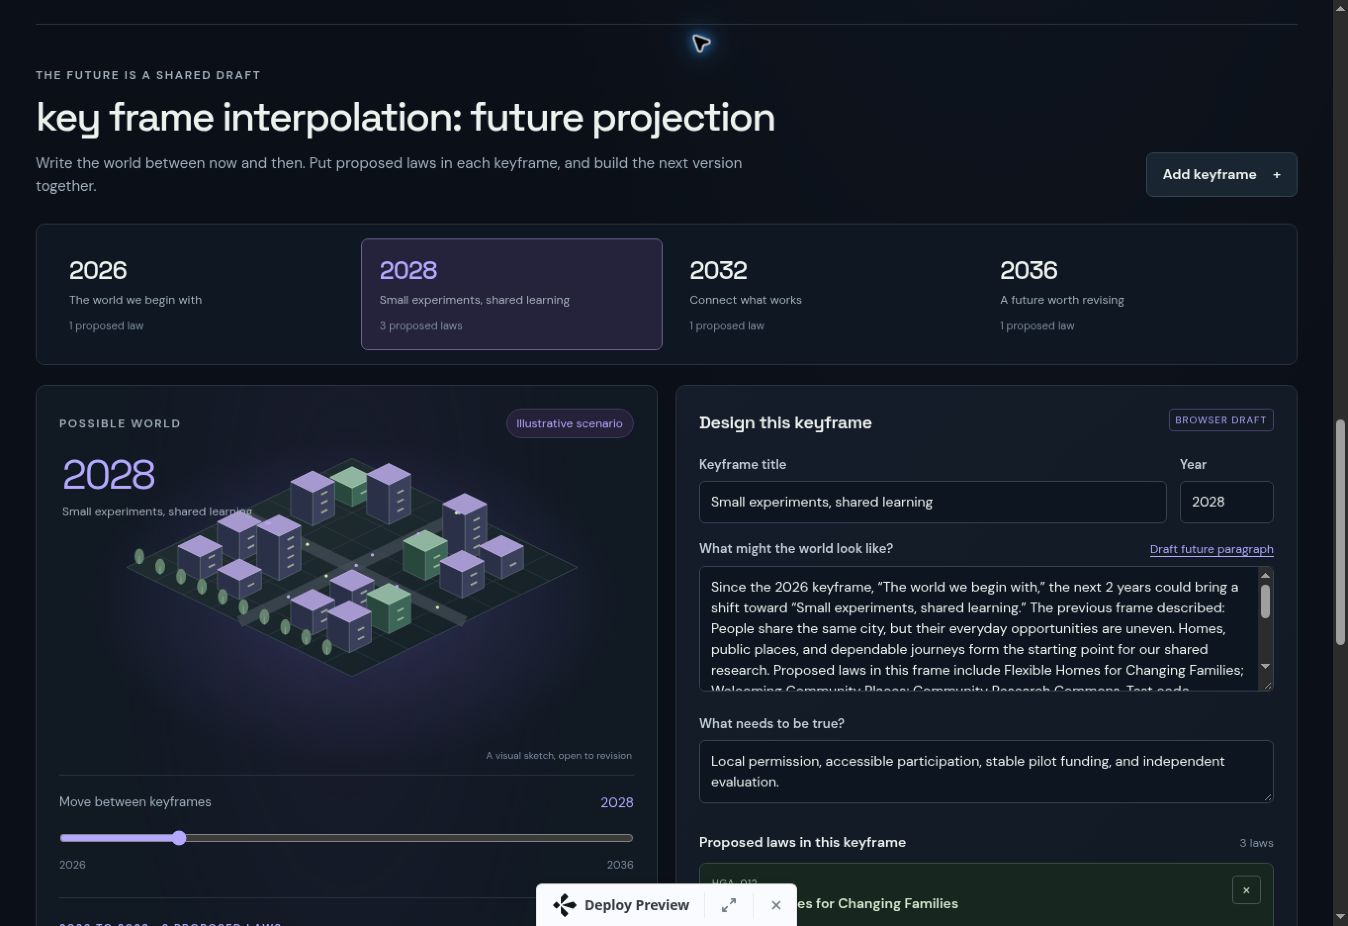 THE FUTURE IS A SHARED DRAFT
key frame interpolation: future projection
Write the world between now and then. Put proposed laws in each keyframe, and build the next version
together.
Add keyframe +
2026
The world we begin with
1 proposed law
2028
Small experiments, shared learning
3 proposed laws
2032
Connect what works
1 proposed law
2036
A future worth revising
1 proposed law
POSSIBLE WORLD
Illustrative scenario
2028
Small experiments, shared learning
A visual sketch, open to revision
Move between keyframes
2028
2026
2036
Design this keyframe
BROWSER DRAFT
Keyframe title
Year
Small experiments, shared learning
2028
What might the world look like?
Draft future paragraph
Since the 2026 keyframe, “The world we begin with,” the next 2 years could bring a
shift toward “Small experiments, shared learning.” The previous frame described:
People share the same city, but their everyday opportunities are uneven. Homes,
public places, and dependable journeys form the starting point for our shared
research. Proposed laws in this frame include Flexible Homes for Changing Families;
Welcoming Community Places; Community Research Commons. Test code
What needs to be true?
Local permission, accessible participation, stable pilot funding, and independent
evaluation.
Proposed laws in this keyframe
3 laws
×
es for Changing Families
Deploy Preview